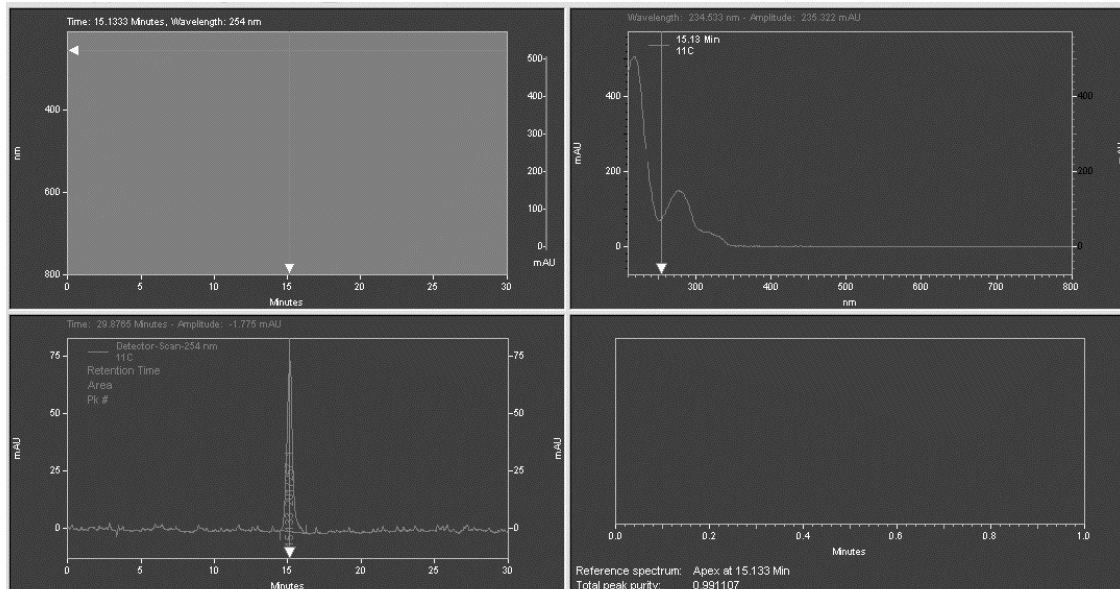 Time: 15.1333 Minutes, Wavelength: 254 nm
500
400
300
200
100
0
mAU
400
600
800
nm
0 5 10 15 20 25 30
Minutes
Wavelength: 234.533 nm - Amplitude: 235.322 mAU
15.13 Min
11C
400
200
0
mAU
400
200
0
mAU
300 400 500 600 700 800
nm
Time: 29.8765 Minutes - Amplitude: -1.775 mAU
Detector-Scan-254 nm
11C
Retention Time
Area
Pk #
75
50
25
0
mAU
75
50
25
0
mAU
0 5 10 15 20 25 30
Minutes
0.0 0.2 0.4 0.6 0.8 1.0
Minutes
Reference spectrum: Apex at 15.133 Min
Total peak purity: 0.991107